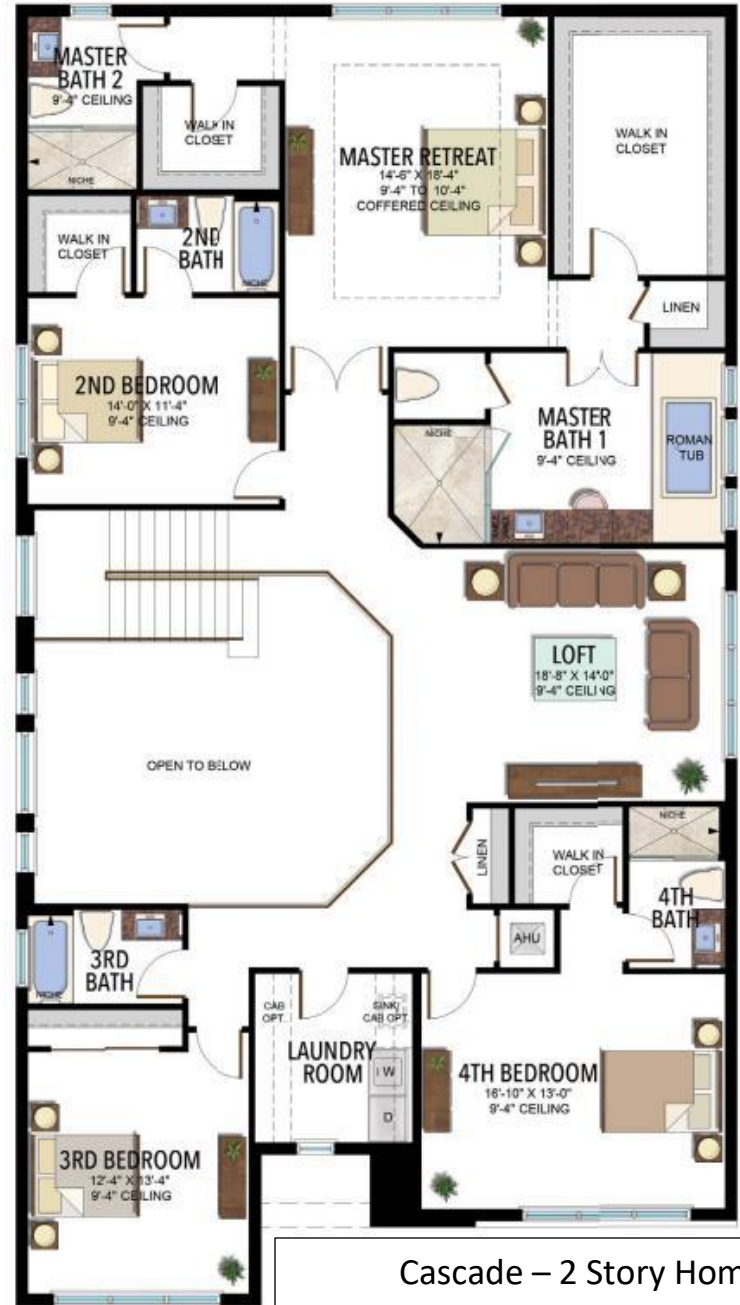 MASTER
BATH 2
9'-4" CEILING
NICHE
WALK IN
CLOSET
MASTER RETREAT
14'-6" X 18'-4"
9'-4" TO 10'-4"
COFFERED CEILING
WALK IN
CLOSET
LINEN
WALK IN
CLOSET
2ND
BATH
NICHE
2ND BEDROOM
14'-0" X 11'-4"
9'-4" CEILING
NICHE
MASTER
BATH 1
9'-4" CEILING
ROMAN
TUB
LOFT
18'-8" X 14'-0"
9'-4" CEILING
OPEN TO BELOW
LINEN
WALK IN
CLOSET
NICHE
4TH
BATH
AHU
3RD
BATH
NICHE
CAB
OPT.
SINK/
CAB OPT.
LAUNDRY
ROOM
W
D
4TH BEDROOM
16'-10" X 13'-0"
9'-4" CEILING
3RD BEDROOM
12'-4" X 13'-4"
9'-4" CEILING
Cascade – 2 Story Hom